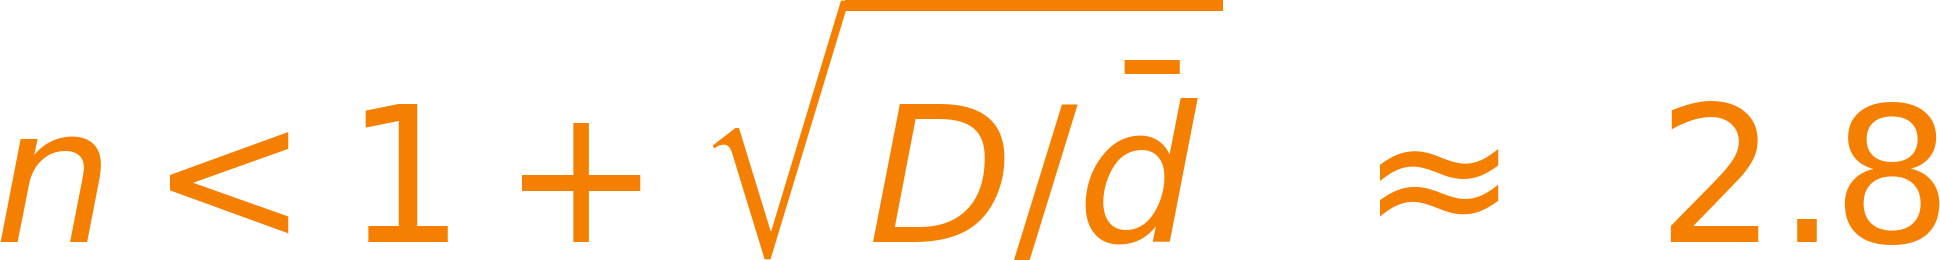 n < 1 + √(D/d̄) ≈ 2.8